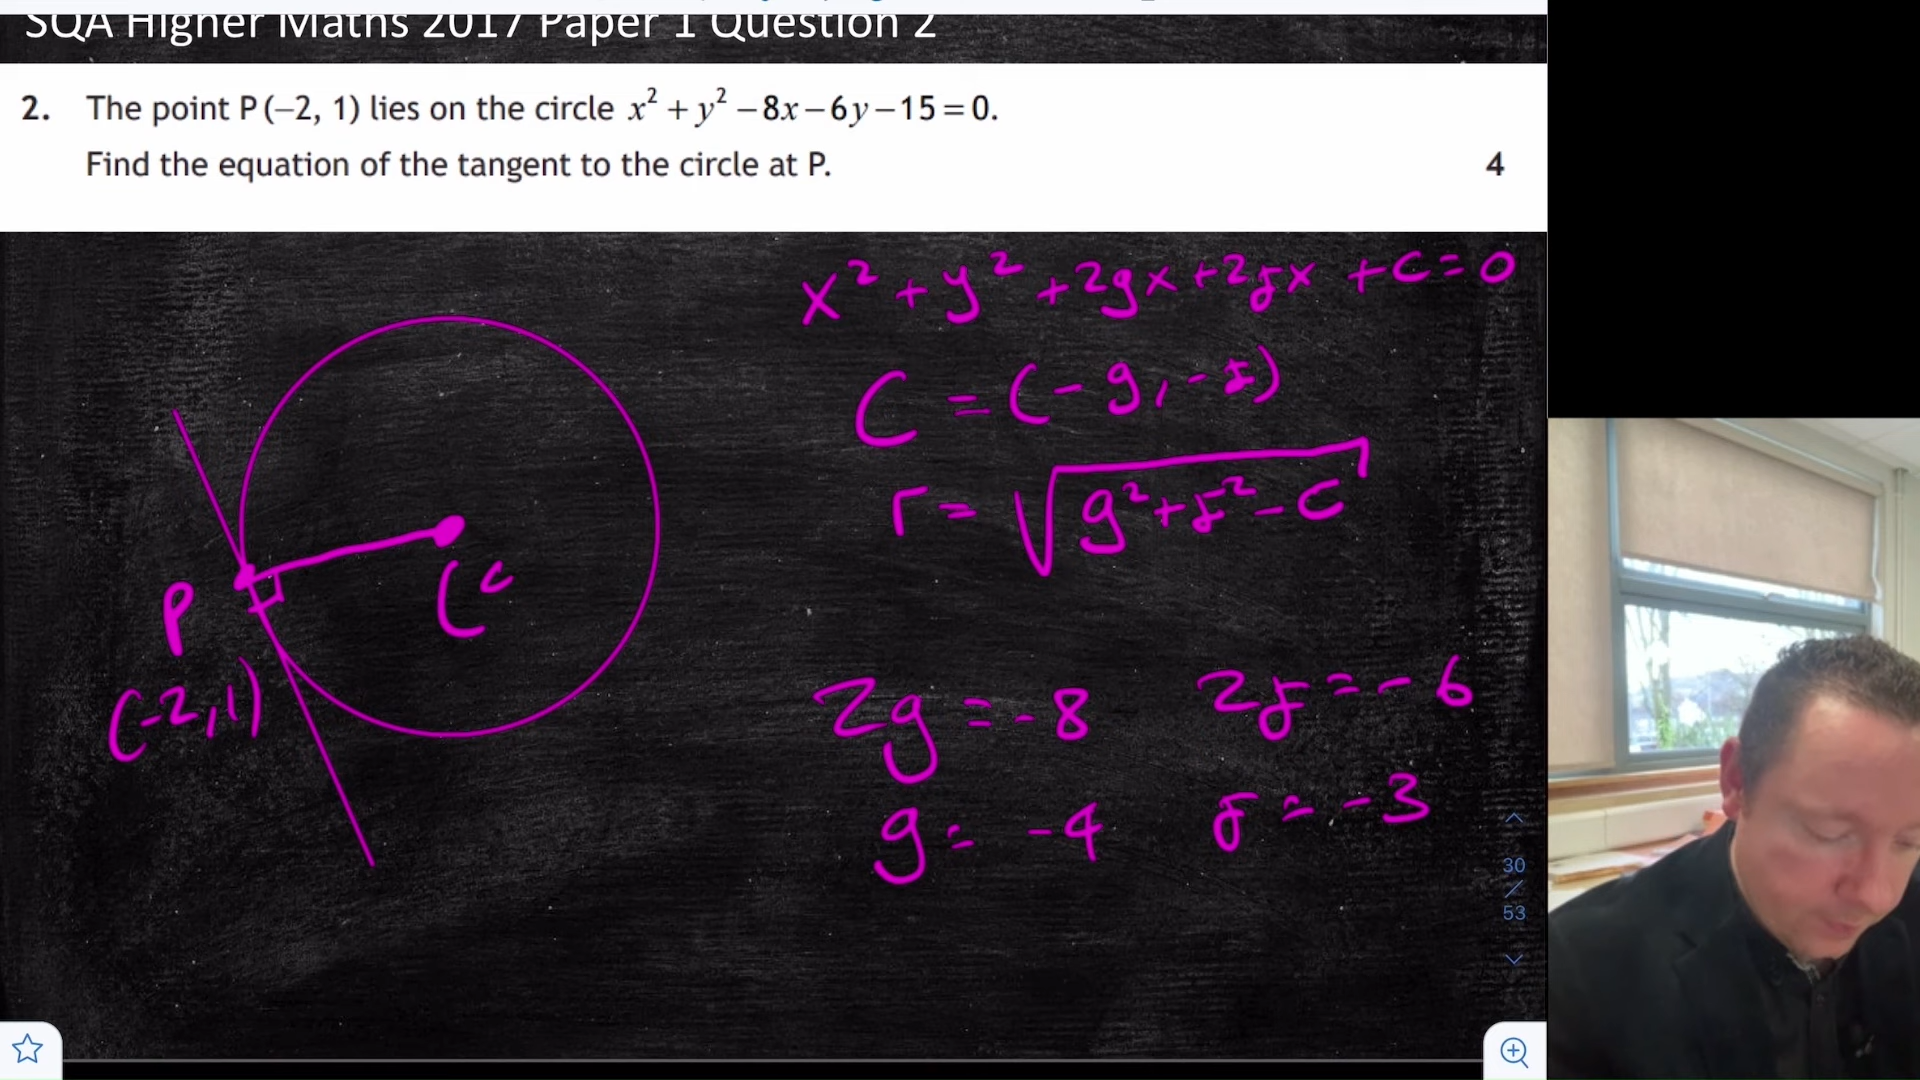 SQA Higher Maths 2017 Paper 1 Question 2
2. The point P(–2, 1) lies on the circle x² + y² – 8x – 6y – 15 = 0.
Find the equation of the tangent to the circle at P. 4
x² + y² + 2gx + 2fx + c = 0
C = (-g, -f)
r = √(g² + f² - c)
P
(-2, 1)
(4
2g = -8 2f = -6
g = -4 f = -3
30
/
53